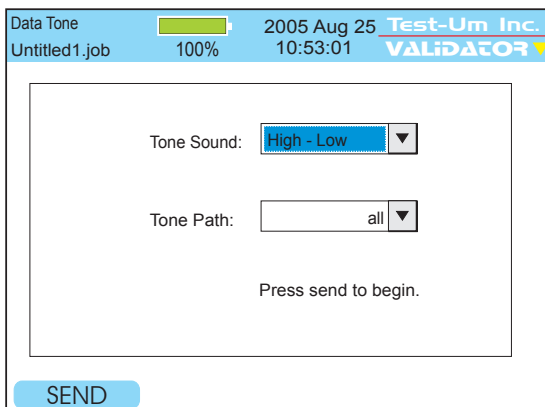 Data Tone 2005 Aug 25 Test-Um Inc.
Untitled1.job 100% 10:53:01 VALIDATOR
Tone Sound: High - Low
Tone Path: all
Press send to begin.
SEND